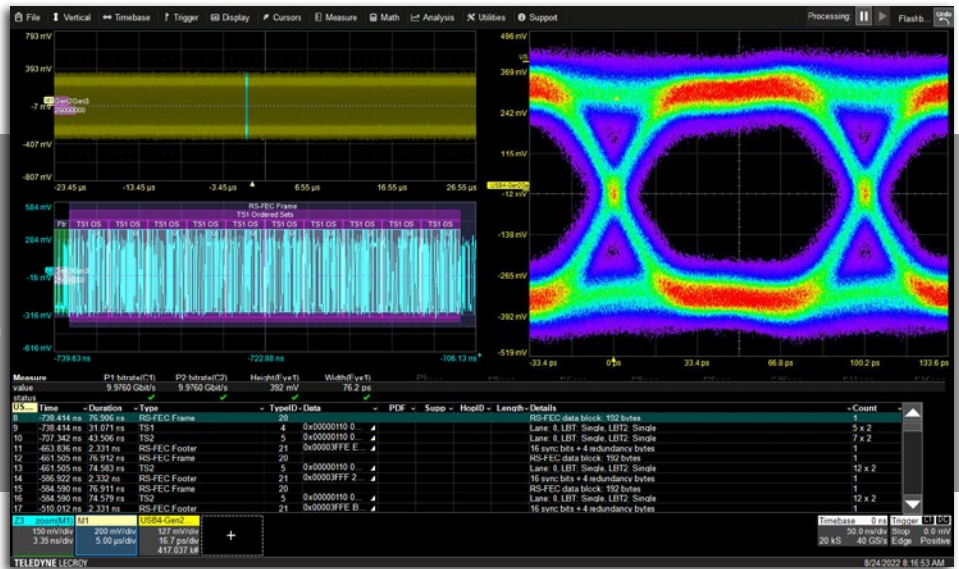 File Vertical Timebase Trigger Display Cursors Measure Math Analysis Utilities Support Processing: Flashb... Undo
793 mV
393 mV
-7 mV
-407 mV
-807 mV
-23.45 µs -13.45 µs -3.45 µs 6.55 µs 16.55 µs 26.55 µs
584 mV
284 mV
-16 mV
-316 mV
-616 mV
RS-FEC Frame
TS1 Ordered Sets
Ftr TS1 OS TS1 OS TS1 OS TS1 OS TS1 OS TS1 OS TS1 OS TS1 OS TS1 OS TS1 OS
-739.63 ns -722.88 ns -706.13 ns
496 mV
369 mV
242 mV
115 mV
-12 mV
-138 mV
-265 mV
-392 mV
-519 mV
-33.4 ps 0 ps 33.4 ps 66.8 ps 100.2 ps 133.6 ps
Measure P1:bitrate(C1) P2:bitrate(C2) Height(Eye1) Width(Eye1)
value 9.9760 Gbit/s 9.9760 Gbit/s 392 mV 76.2 ps
status
US... Time Duration Type TypeID Data PDF Supp HopID Length Details Count
8 -738.414 ns 76.906 ns RS-FEC Frame 20 RS-FEC data block: 192 bytes 1
9 -738.414 ns 31.071 ns TS1 4 0x00000110 0... Lane: 0, LBT: Single, LBT2: Single 5 x 2
10 -707.342 ns 43.506 ns TS2 5 0x00000110 0... Lane: 0, LBT: Single, LBT2: Single 7 x 2
11 -663.836 ns 2.331 ns RS-FEC Footer 21 0x00003FFE E... 16 sync bits + 4 redundancy bytes 1
12 -661.505 ns 76.912 ns RS-FEC Frame 20 RS-FEC data block: 192 bytes 1
13 -661.505 ns 74.583 ns TS2 5 0x00000110 0... Lane: 0, LBT: Single, LBT2: Single 12 x 2
14 -586.922 ns 2.332 ns RS-FEC Footer 21 0x00003FFF 2... 16 sync bits + 4 redundancy bytes 1
15 -584.590 ns 76.911 ns RS-FEC Frame 20 RS-FEC data block: 192 bytes 1
16 -584.590 ns 74.579 ns TS2 5 0x00000110 0... Lane: 0, LBT: Single, LBT2: Single 12 x 2
17 -510.012 ns 2.331 ns RS-FEC Footer 21 0x00003FFE B... 16 sync bits + 4 redundancy bytes 1
Z3 zoom(M1) M1 USB4-Gen2... Timebase 0 ns Trigger
150 mV/div 200 mV/div 127 mV/div 50.0 ns/div Stop 0.0 mV
3.35 ns/div 5.00 µs/div 16.7 ps/div 20 kS 40 GS/s Edge Positive
417.037 k#
+
TELEDYNE LECROY 8/24/2022 8:16:53 AM